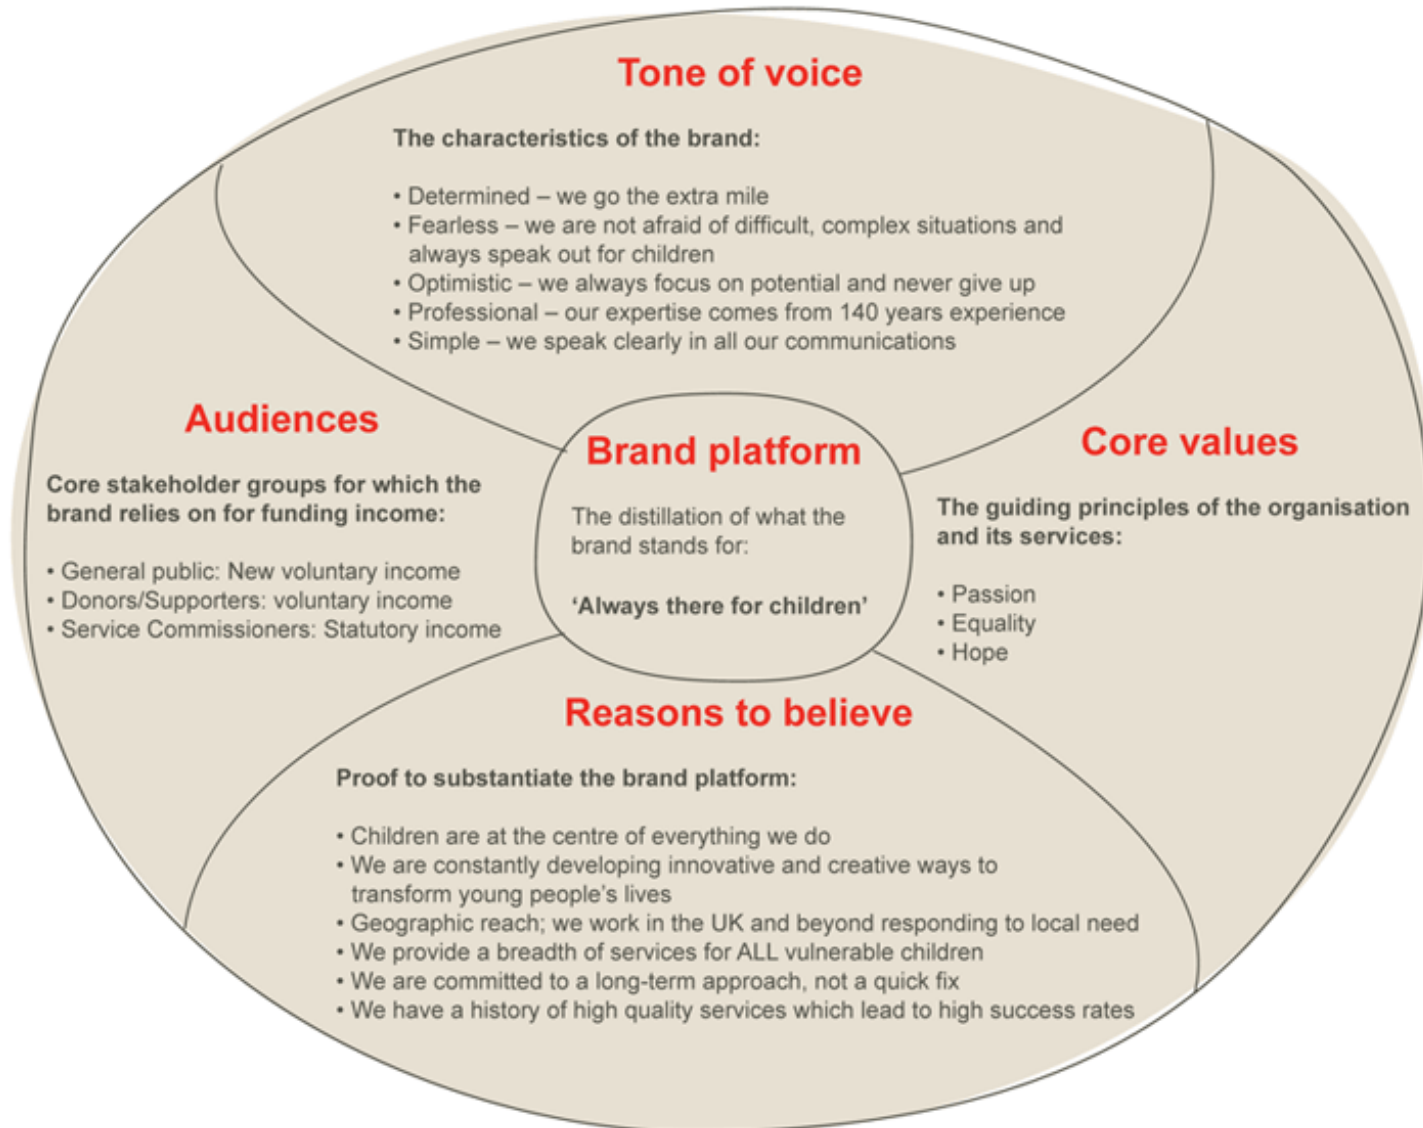 Tone of voice
The characteristics of the brand:
• Determined – we go the extra mile
• Fearless – we are not afraid of difficult, complex situations and
always speak out for children
• Optimistic – we always focus on potential and never give up
• Professional – our expertise comes from 140 years experience
• Simple – we speak clearly in all our communications
Audiences
Core stakeholder groups for which the
brand relies on for funding income:
• General public: New voluntary income
• Donors/Supporters: voluntary income
• Service Commissioners: Statutory income
Brand platform
The distillation of what the
brand stands for:
‘Always there for children’
Core values
The guiding principles of the organisation
and its services:
• Passion
• Equality
• Hope
Reasons to believe
Proof to substantiate the brand platform:
• Children are at the centre of everything we do
• We are constantly developing innovative and creative ways to
transform young people’s lives
• Geographic reach; we work in the UK and beyond responding to local need
• We provide a breadth of services for ALL vulnerable children
• We are committed to a long-term approach, not a quick fix
• We have a history of high quality services which lead to high success rates